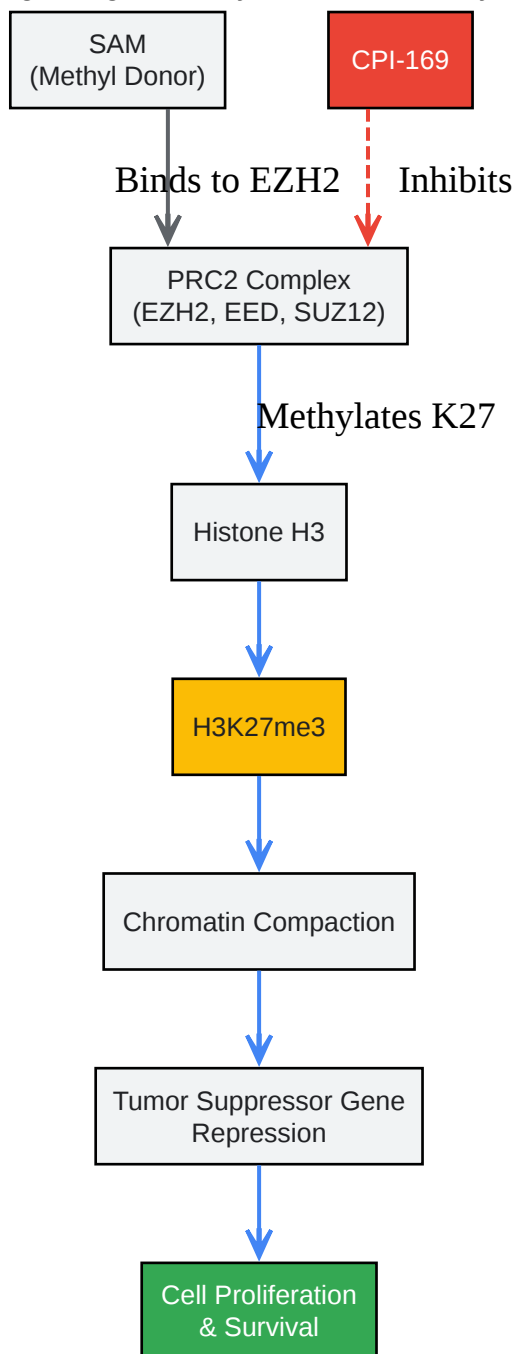 SAM
(Methyl Donor)
CPI-169
Binds to EZH2
Inhibits
PRC2 Complex
(EZH2, EED, SUZ12)
Methylates K27
Histone H3
H3K27me3
Chromatin Compaction
Tumor Suppressor Gene
Repression
Cell Proliferation
& Survival